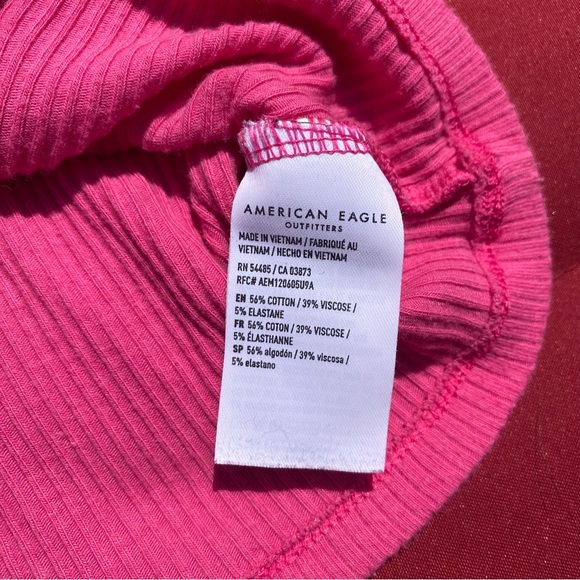 AMERICAN EAGLE
OUTFITTERS
MADE IN VIETNAM / FABRIQUÉ AU
VIETNAM / HECHO EN VIETNAM
RN 54485 / CA 03873
RFC# AEM120605U9A
EN 56% COTTON / 39% VISCOSE /
5% ELASTANE
FR 56% COTON / 39% VISCOSE /
5% ÉLASTHANNE
SP 56% algodón / 39% viscosa /
5% elastano